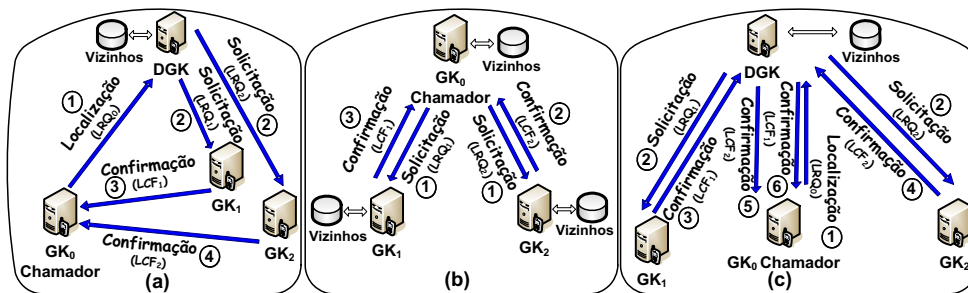 Vizinhos
DGK
① Localização
(LRQ₀)
Solicitação
(LRQ₂)
②
Solicitação
(LRQ₁)
②
Confirmação
③ (LCF₁)
GK₁
Confirmação
(LCF₂) ④
GK₀
Chamador
GK₂
(a)
Vizinhos
GK₀
Chamador
③
Confirmação
(LCF₁)
Solicitação
(LRQ₁)
①
②
Confirmação
(LCF₂)
Solicitação
(LRQ₂)
①
Vizinhos
GK₁
GK₂
Vizinhos
(b)
DGK
Vizinhos
Solicitação
(LRQ₁)
②
Confirmação
(LCF₁)
③
Confirmação
(LCF₂)
⑤
Confirmação
(LCF₁)
⑥
Localização
(LRQ₀)
①
②
Solicitação
(LRQ₂)
Confirmação
(LCF₂)
④
GK₁
GK₀ Chamador
GK₂
(c)